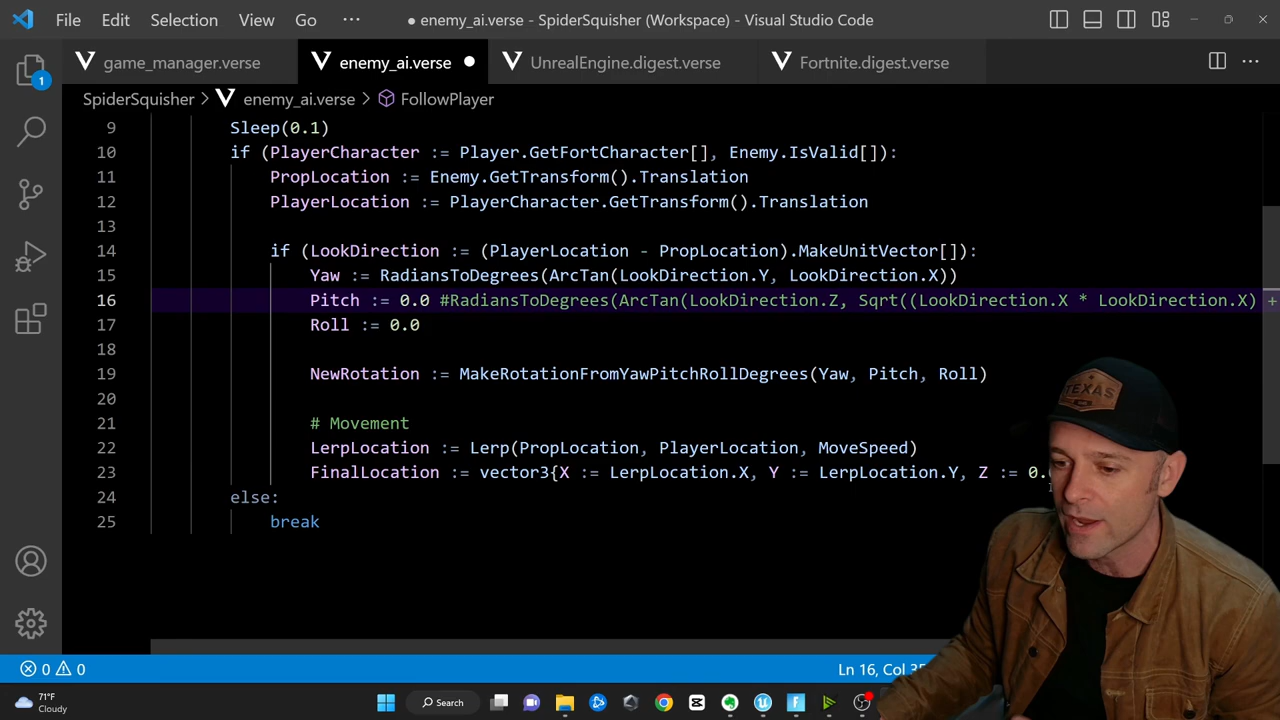 File Edit Selection View Go ··· ● enemy_ai.verse - SpiderSquisher (Workspace) - Visual Studio Code
game_manager.verse enemy_ai.verse ● UnrealEngine.digest.verse Fortnite.digest.verse ···
1
SpiderSquisher > enemy_ai.verse > FollowPlayer
9 Sleep(0.1)
10 if (PlayerCharacter := Player.GetFortCharacter[], Enemy.IsValid[]):
11 PropLocation := Enemy.GetTransform().Translation
12 PlayerLocation := PlayerCharacter.GetTransform().Translation
13
14 if (LookDirection := (PlayerLocation - PropLocation).MakeUnitVector[]):
15 Yaw := RadiansToDegrees(ArcTan(LookDirection.Y, LookDirection.X))
16 Pitch := 0.0 #RadiansToDegrees(ArcTan(LookDirection.Z, Sqrt((LookDirection.X * LookDirection.X) +
17 Roll := 0.0
18
19 NewRotation := MakeRotationFromYawPitchRollDegrees(Yaw, Pitch, Roll)
20
21 # Movement
22 LerpLocation := Lerp(PropLocation, PlayerLocation, MoveSpeed)
23 FinalLocation := vector3{X := LerpLocation.X, Y := LerpLocation.Y, Z := 0.
24 else:
25 break
TEXAS
0 0 Ln 16, Col
71°F
Cloudy
Search